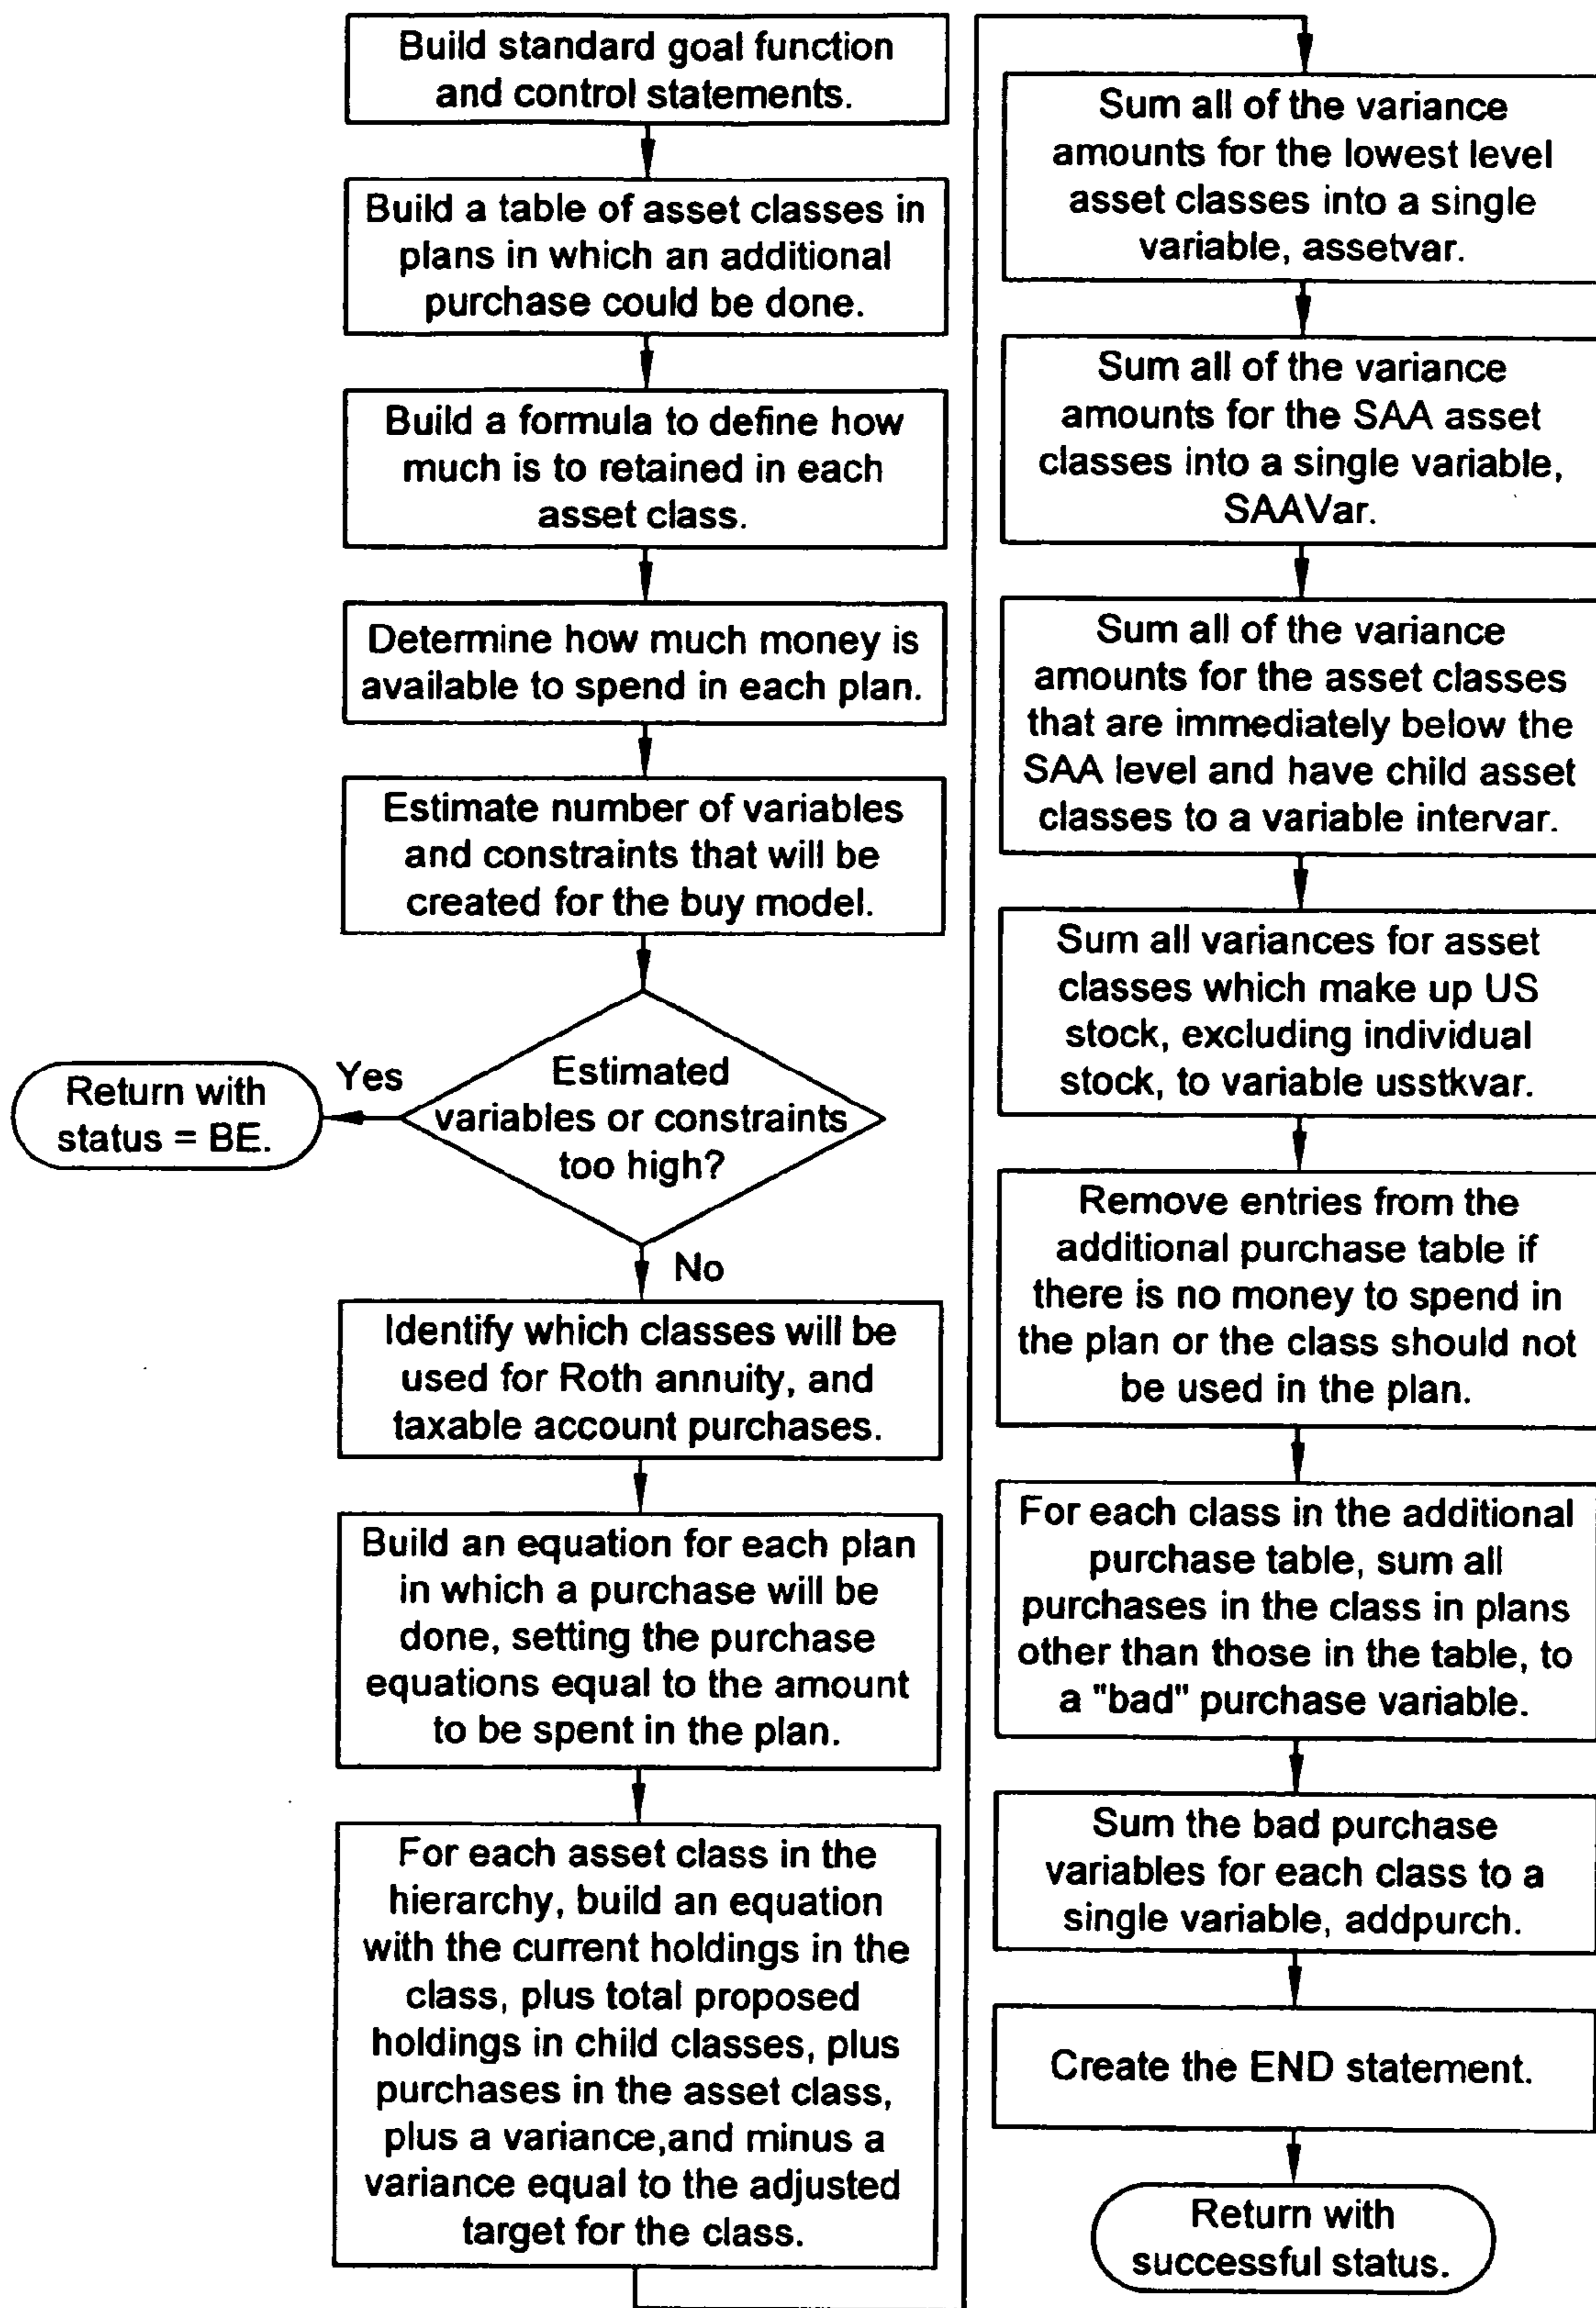 Build standard goal function
and control statements.
Build a table of asset classes in
plans in which an additional
purchase could be done.
Build a formula to define how
much is to retained in each
asset class.
Determine how much money is
available to spend in each plan.
Estimate number of variables
and constraints that will be
created for the buy model.
Estimated
variables or constraints
too high?
Yes
Return with
status = BE.
No
Identify which classes will be
used for Roth annuity, and
taxable account purchases.
Build an equation for each plan
in which a purchase will be
done, setting the purchase
equations equal to the amount
to be spent in the plan.
For each asset class in the
hierarchy, build an equation
with the current holdings in the
class, plus total proposed
holdings in child classes, plus
purchases in the asset class,
plus a variance,and minus a
variance equal to the adjusted
target for the class.
Sum all of the variance
amounts for the lowest level
asset classes into a single
variable, assetvar.
Sum all of the variance
amounts for the SAA asset
classes into a single variable,
SAAVar.
Sum all of the variance
amounts for the asset classes
that are immediately below the
SAA level and have child asset
classes to a variable intervar.
Sum all variances for asset
classes which make up US
stock, excluding individual
stock, to variable usstkvar.
Remove entries from the
additional purchase table if
there is no money to spend in
the plan or the class should not
be used in the plan.
For each class in the additional
purchase table, sum all
purchases in the class in plans
other than those in the table, to
a "bad" purchase variable.
Sum the bad purchase
variables for each class to a
single variable, addpurch.
Create the END statement.
Return with
successful status.